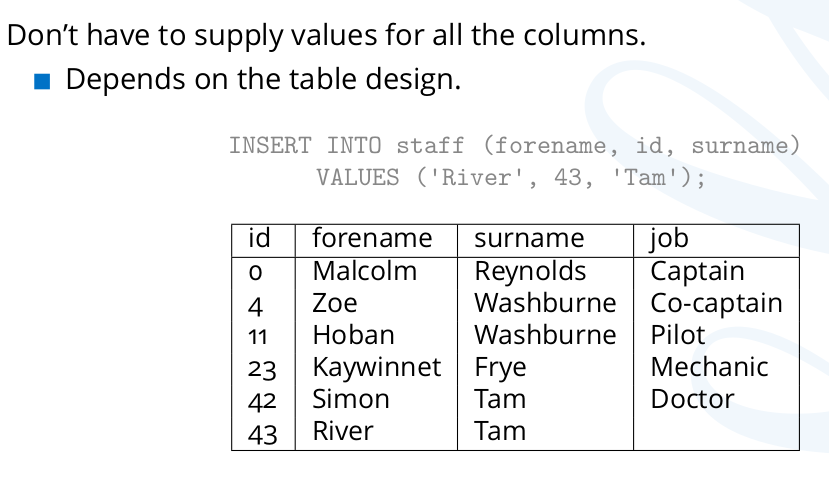 Don’t have to supply values for all the columns.
Depends on the table design.
INSERT INTO staff (forename, id, surname)
VALUES ('River', 43, 'Tam');
id forename surname job
0 Malcolm Reynolds Captain
4 Zoe Washburne Co-captain
11 Hoban Washburne Pilot
23 Kaywinnet Frye Mechanic
42 Simon Tam Doctor
43 River Tam